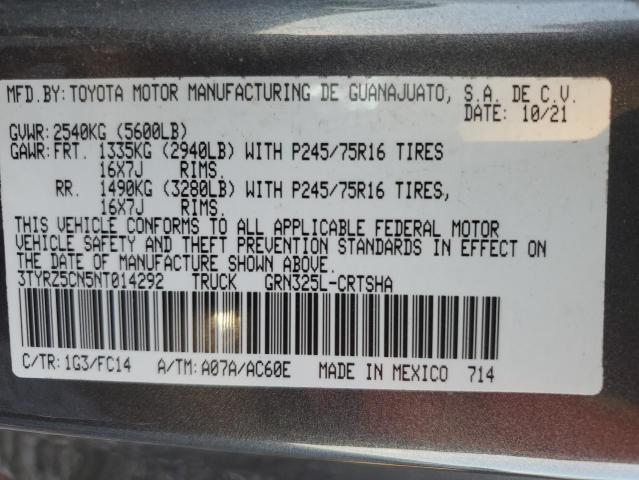 MFD.BY: TOYOTA MOTOR MANUFACTURING DE GUANAJUATO, S.A. DE C.V.
DATE: 10/21
GVWR: 2540KG (5600LB)
GAWR: FRT. 1335KG (2940LB) WITH P245/75R16 TIRES
16X7J RIMS.
RR. 1490KG (3280LB) WITH P245/75R16 TIRES,
16X7J RIMS.
THIS VEHICLE CONFORMS TO ALL APPLICABLE FEDERAL MOTOR
VEHICLE SAFETY AND THEFT PREVENTION STANDARDS IN EFFECT ON
THE DATE OF MANUFACTURE SHOWN ABOVE.
3TYRZ5CN5NT014292 TRUCK GRN325L-CRTSHA
C/TR: 1G3/FC14 A/TM: A07A/AC60E MADE IN MEXICO 714